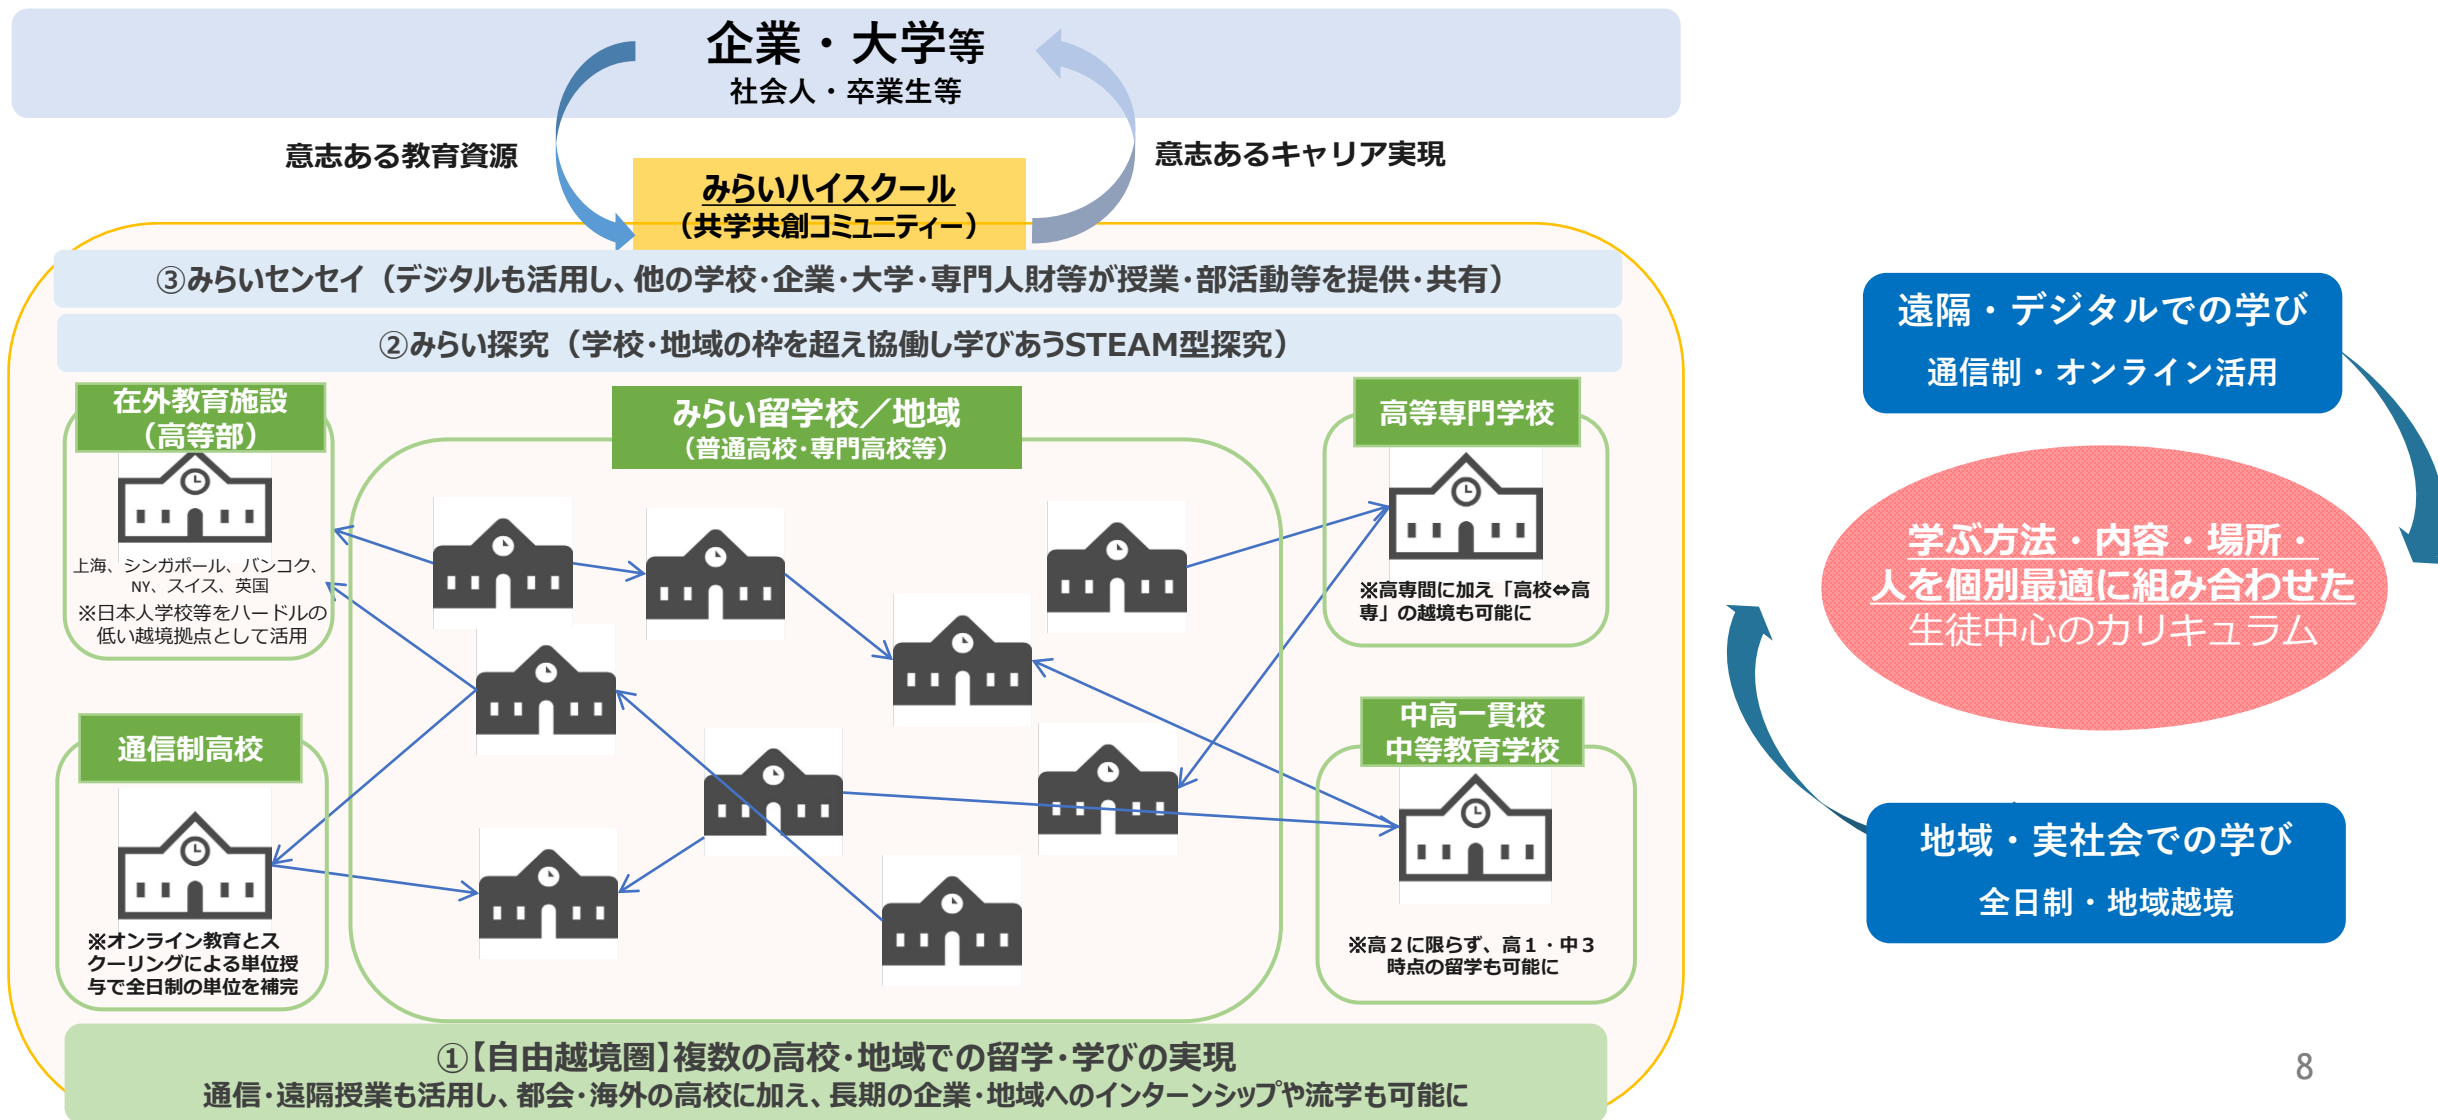 企業・大学等
社会人・卒業生等
意志ある教育資源
意志あるキャリア実現
みらいハイスクール
（共学共創コミュニティー）
③みらいセンセイ（デジタルも活用し、他の学校・企業・大学・専門人財等が授業・部活動等を提供・共有）
②みらい探究（学校・地域の枠を超え協働し学びあうSTEAM型探究）
在外教育施設
（高等部）
上海、シンガポール、バンコク、
NY、スイス、英国
※日本人学校等をハードルの
低い越境拠点として活用
みらい留学校／地域
（普通高校・専門高校等）
高等専門学校
※高専間に加え「高校⇔高
専」の越境も可能に
通信制高校
※オンライン教育とス
クーリングによる単位授
与で全日制の単位を補完
中高一貫校
中等教育学校
※高２に限らず、高１・中３
時点の留学も可能に
①【自由越境圏】複数の高校・地域での留学・学びの実現
通信・遠隔授業も活用し、都会・海外の高校に加え、長期の企業・地域へのインターンシップや流学も可能に
遠隔・デジタルでの学び
通信制・オンライン活用
学ぶ方法・内容・場所・
人を個別最適に組み合わせた
生徒中心のカリキュラム
地域・実社会での学び
全日制・地域越境
8